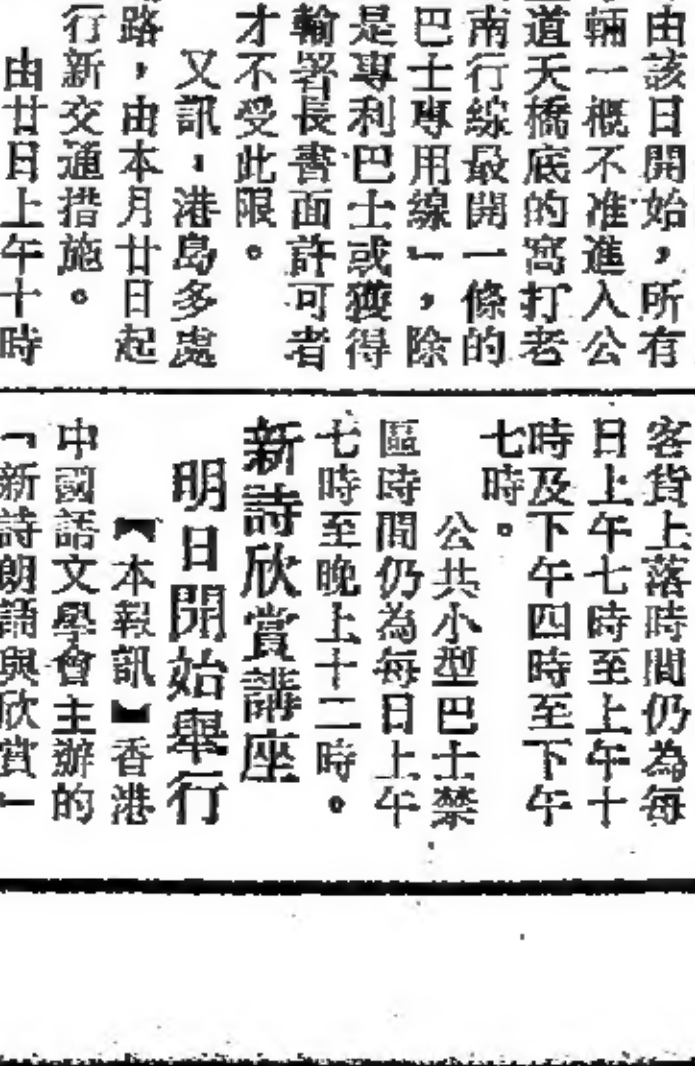 由該日開始，所有
輛一概不准進入公
道天橋底的窩打老
南行線最開一條的
巴士專用線」，除
是專利巴士或獲得
輸署長書面許可者
才不受此限。
又訊：港島多處
路，由本月廿日起
行新交通措施。
由廿日上午十時
客貨上落時間仍為每
日上午七時至上午十
時及下午四時至下午
七時。
公共小型巴士禁
區時間仍為每日上午
七時至晚上十二時。
新詩欣賞講座
明日開始舉行
【本報訊】香港
中國語文學會主辦的
「新詩朗誦與欣賞」